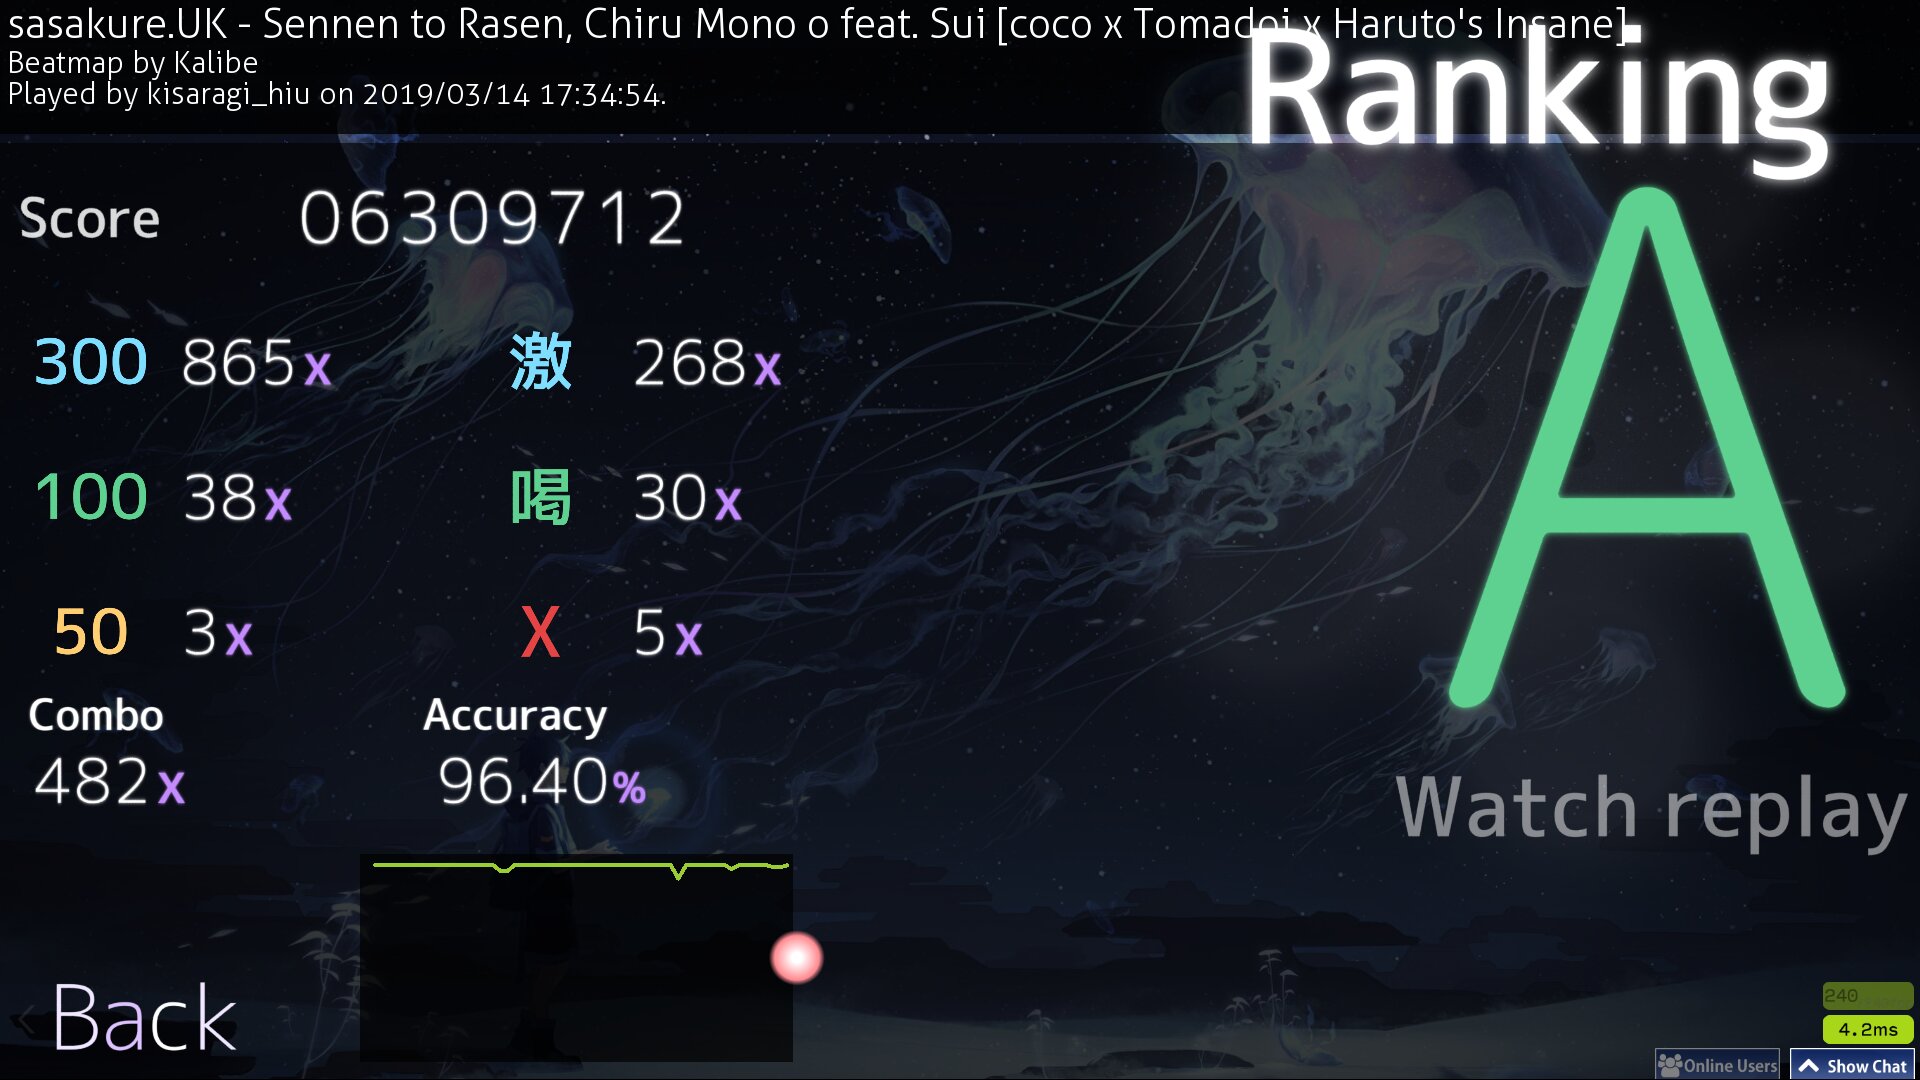 sasakure.UK - Sennen to Rasen, Chiru Mono o feat. Sui [coco x Tomadoi x Haruto's Insane]
Beatmap by Kalibe
Played by kisaragi_hiu on 2019/03/14 17:34:54.
Ranking
Score 06309712
300 865x 激 268x
100 38x 喝 30x
50 3x X 5x
Combo Accuracy
482x 96.40%
A
Watch replay
Back
240
4.2ms
Online Users Show Chat